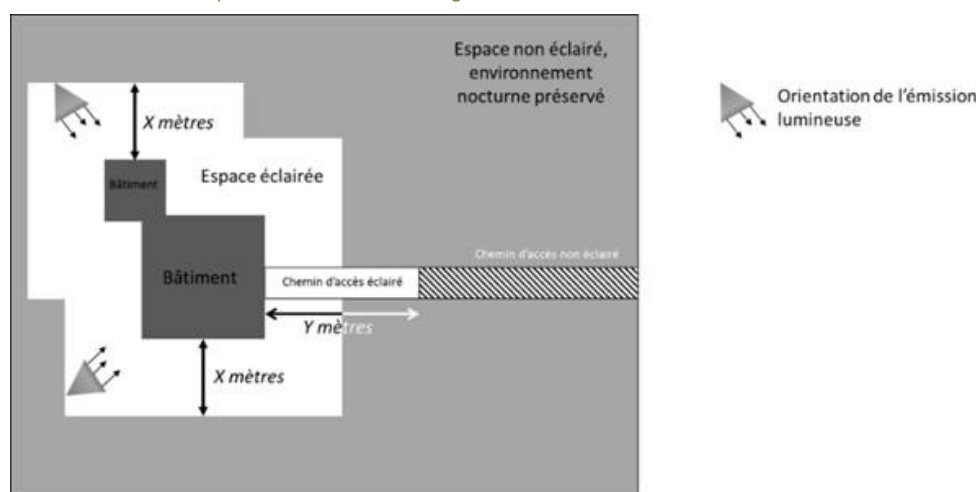 Espace non éclairé,
environnement
nocturne préservé
Orientation de l'émission
lumineuse
X mètres
Bâtiment
Espace éclairée
Chemin d'accès non éclairé
Bâtiment
Chemin d'accès éclairé
Y mètres
X mètres